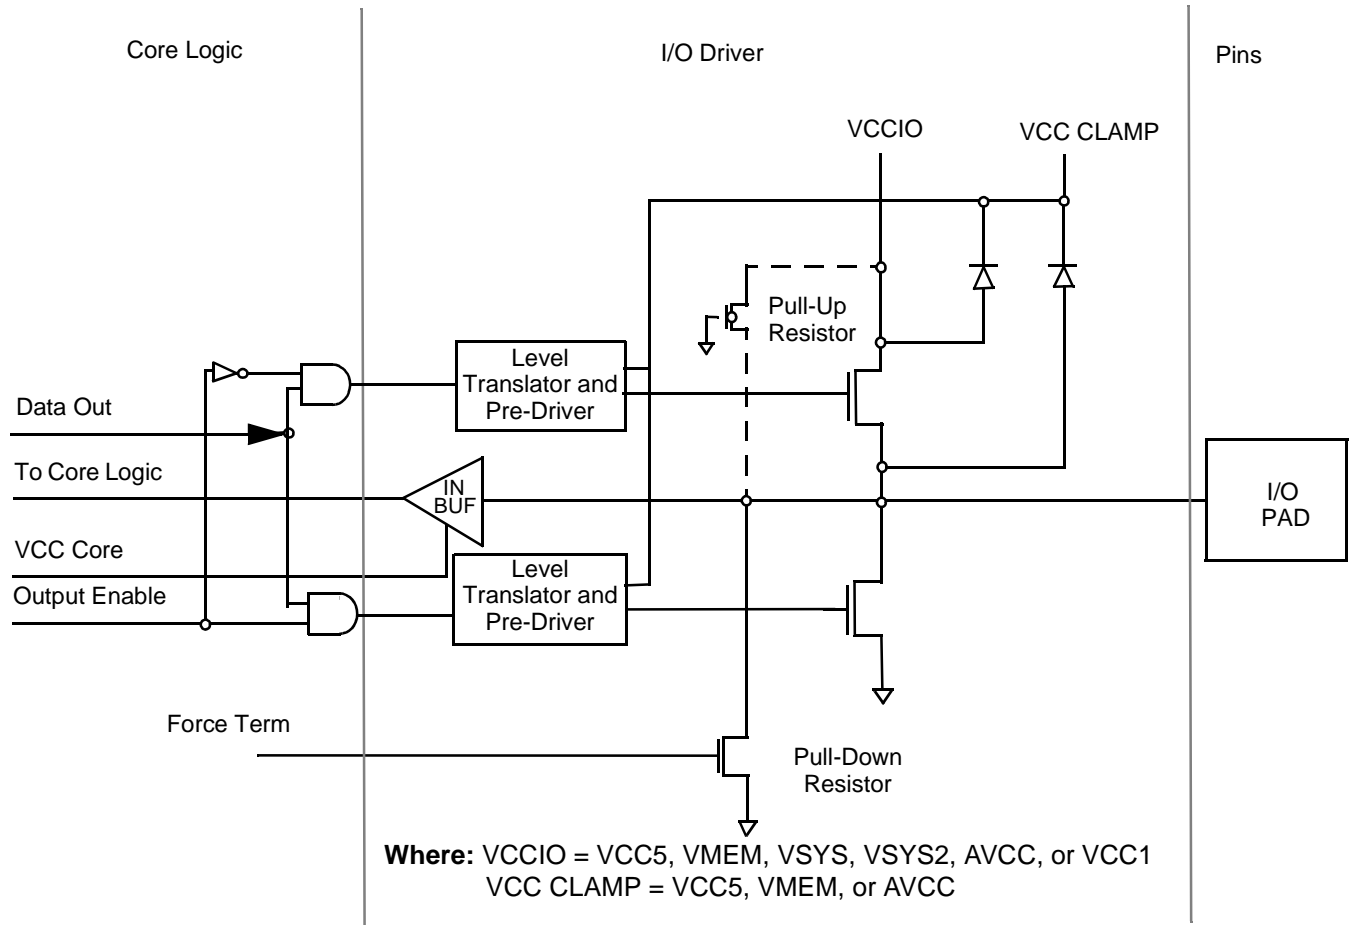 Core Logic
I/O Driver
Pins
VCCIO
VCC CLAMP
Pull-Up
Resistor
Level
Translator and
Pre-Driver
Data Out
To Core Logic
IN
BUF
I/O
PAD
VCC Core
Output Enable
Level
Translator and
Pre-Driver
Force Term
Pull-Down
Resistor
Where: VCCIO = VCC5, VMEM, VSYS, VSYS2, AVCC, or VCC1
VCC CLAMP = VCC5, VMEM, or AVCC